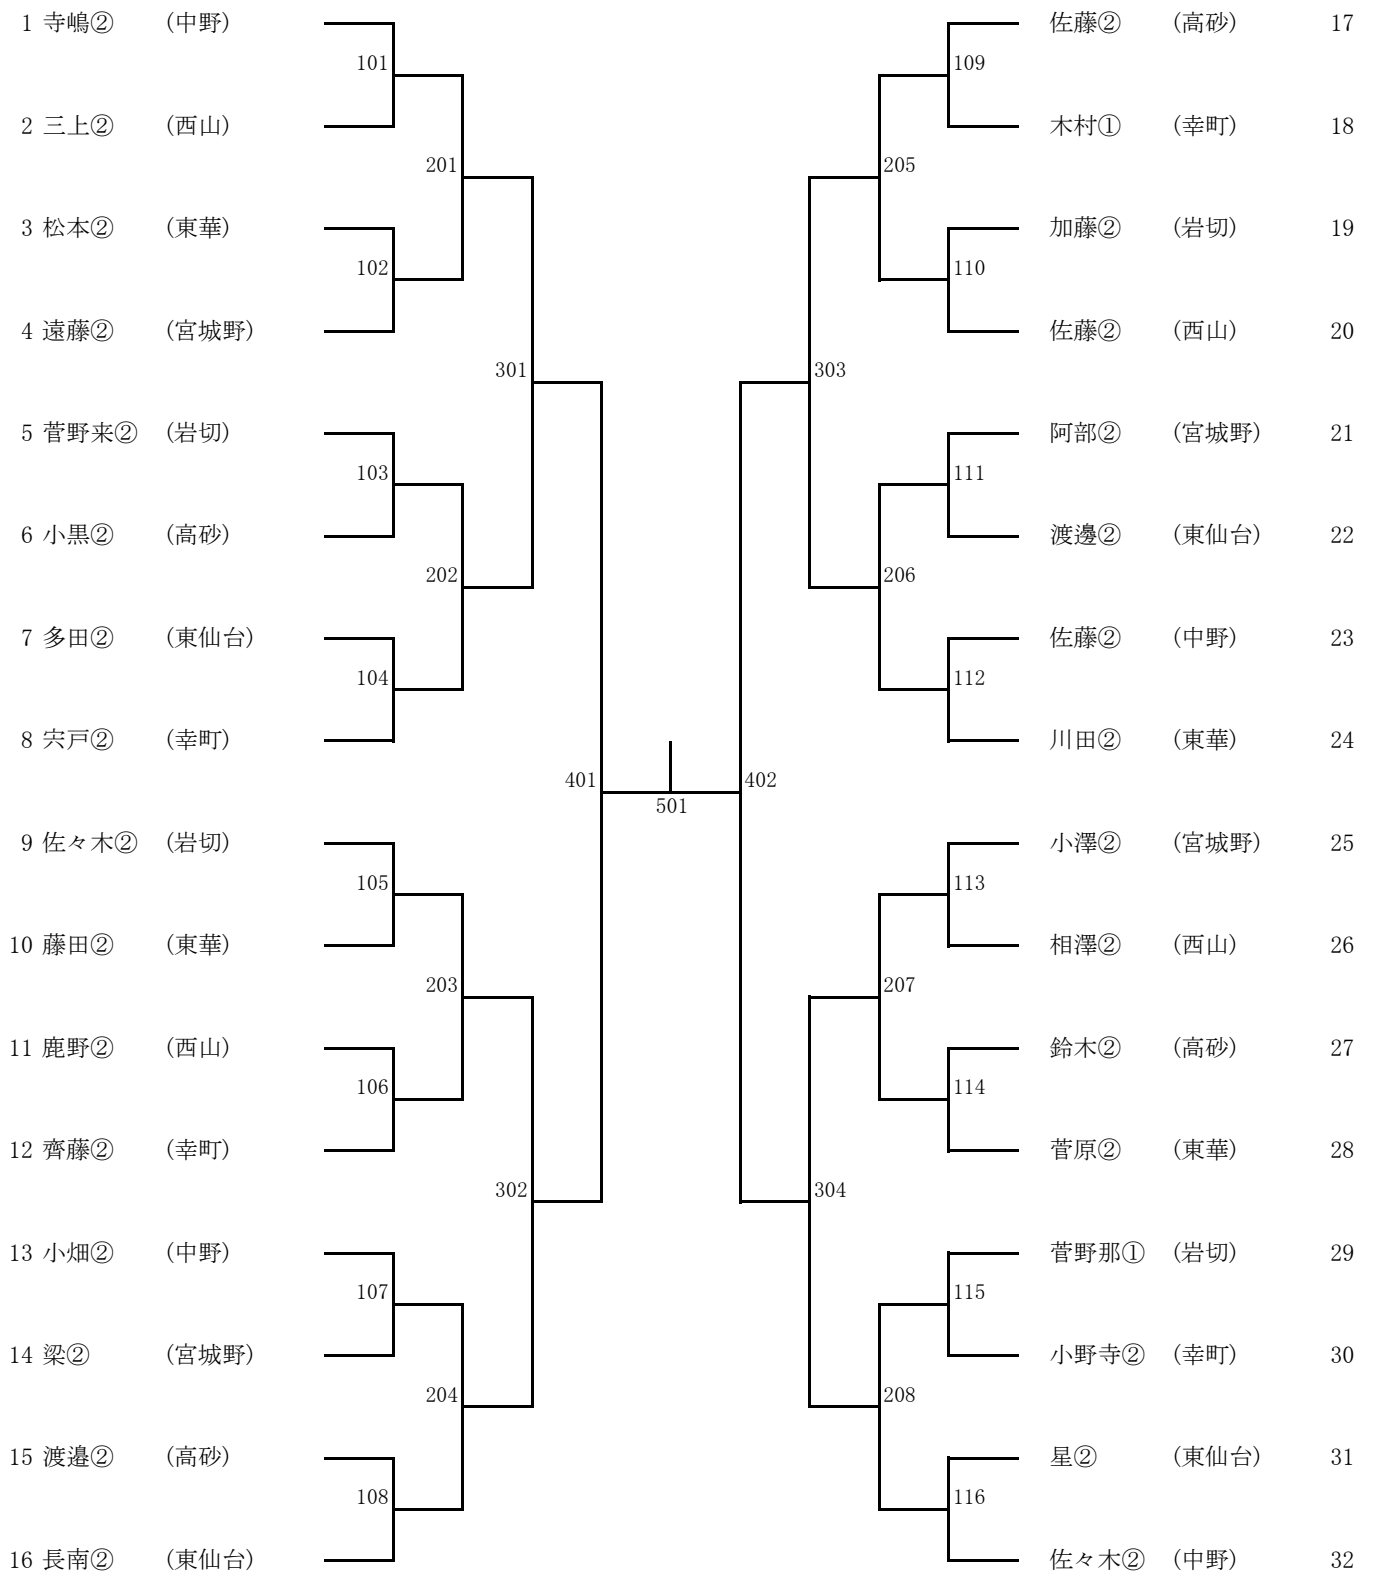 1 寺嶋② (中野) 佐藤② (高砂) 17
101 109
2 三上② (西山) 木村① (幸町) 18
201 205
3 松本② (東華) 加藤② (岩切) 19
102 110
4 遠藤② (宮城野) 佐藤② (西山) 20
301 303
5 菅野来② (岩切) 阿部② (宮城野) 21
103 111
6 小黒② (高砂) 渡邊② (東仙台) 22
202 206
7 多田② (東仙台) 佐藤② (中野) 23
104 112
8 宍戸② (幸町) 川田② (東華) 24
401 402
501
9 佐々木② (岩切) 小澤② (宮城野) 25
105 113
10 藤田② (東華) 相澤② (西山) 26
203 207
11 鹿野② (西山) 鈴木② (高砂) 27
106 114
12 齊藤② (幸町) 菅原② (東華) 28
302 304
13 小畑② (中野) 菅野那① (岩切) 29
107 115
14 梁② (宮城野) 小野寺② (幸町) 30
204 208
15 渡邉② (高砂) 星② (東仙台) 31
108 116
16 長南② (東仙台) 佐々木② (中野) 32